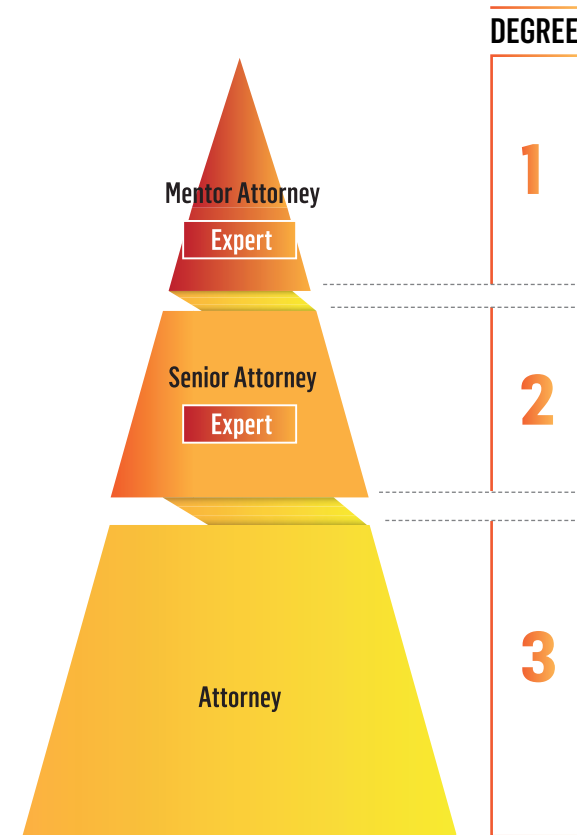 DEGREE
Mentor Attorney
Expert
1
Senior Attorney
Expert
2
Attorney
3